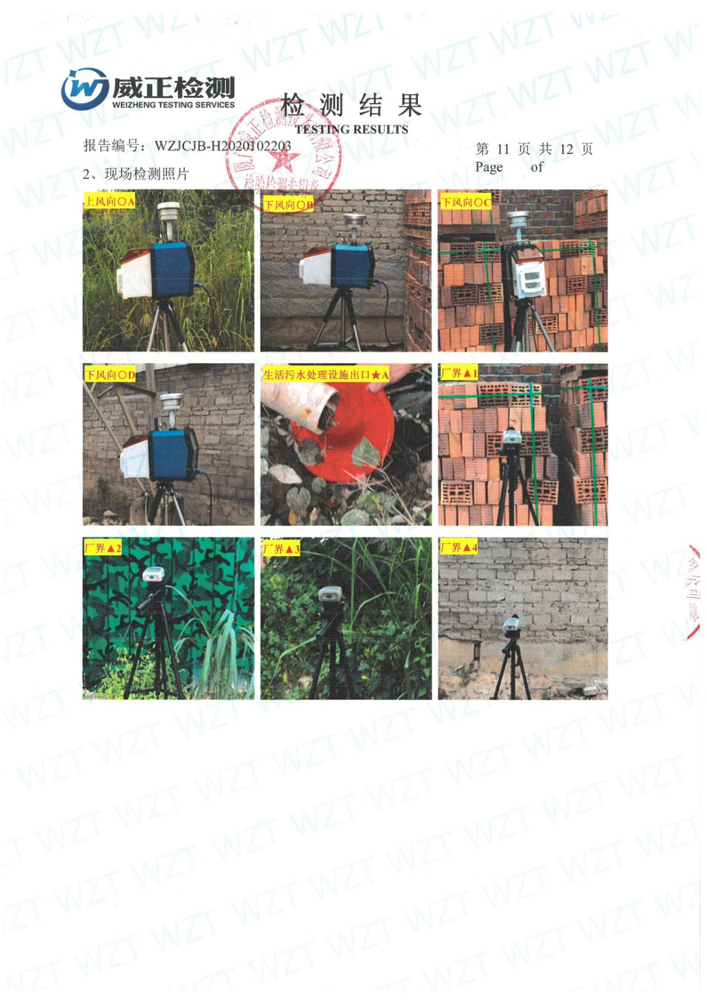 威正检测
WEIZHENG TESTING SERVICES
检测结果
TESTING RESULTS
厦门威正检测技术有限公司
检验检测专用章
报告编号：WZJCJB-H2020102203
第 11 页 共 12 页
Page of
2、现场检测照片
上风向○A
下风向○B
下风向○C
下风向○D
生活污水处理设施出口★A
厂界▲1
厂界▲2
厂界▲3
厂界▲4
公司章
WZT